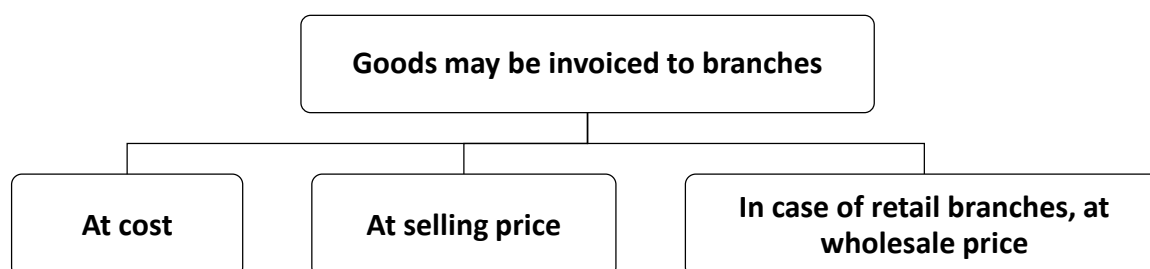 Goods may be invoiced to branches
At cost
At selling price
In case of retail branches, at
wholesale price